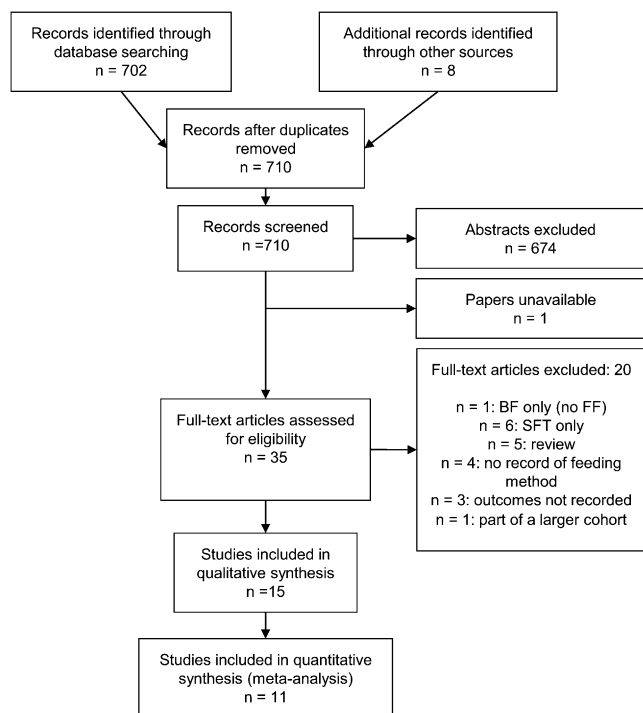 Records identified through
database searching
n = 702
Additional records identified
through other sources
n = 8
Records after duplicates
removed
n = 710
Records screened
n =710
Abstracts excluded
n = 674
Papers unavailable
n = 1
Full-text articles assessed
for eligibility
n = 35
Full-text articles excluded: 20
n = 1: BF only (no FF)
n = 6: SFT only
n = 5: review
n = 4: no record of feeding
method
n = 3: outcomes not recorded
n = 1: part of a larger cohort
Studies included in
qualitative synthesis
n =15
Studies included in quantitative
synthesis (meta-analysis)
n = 11